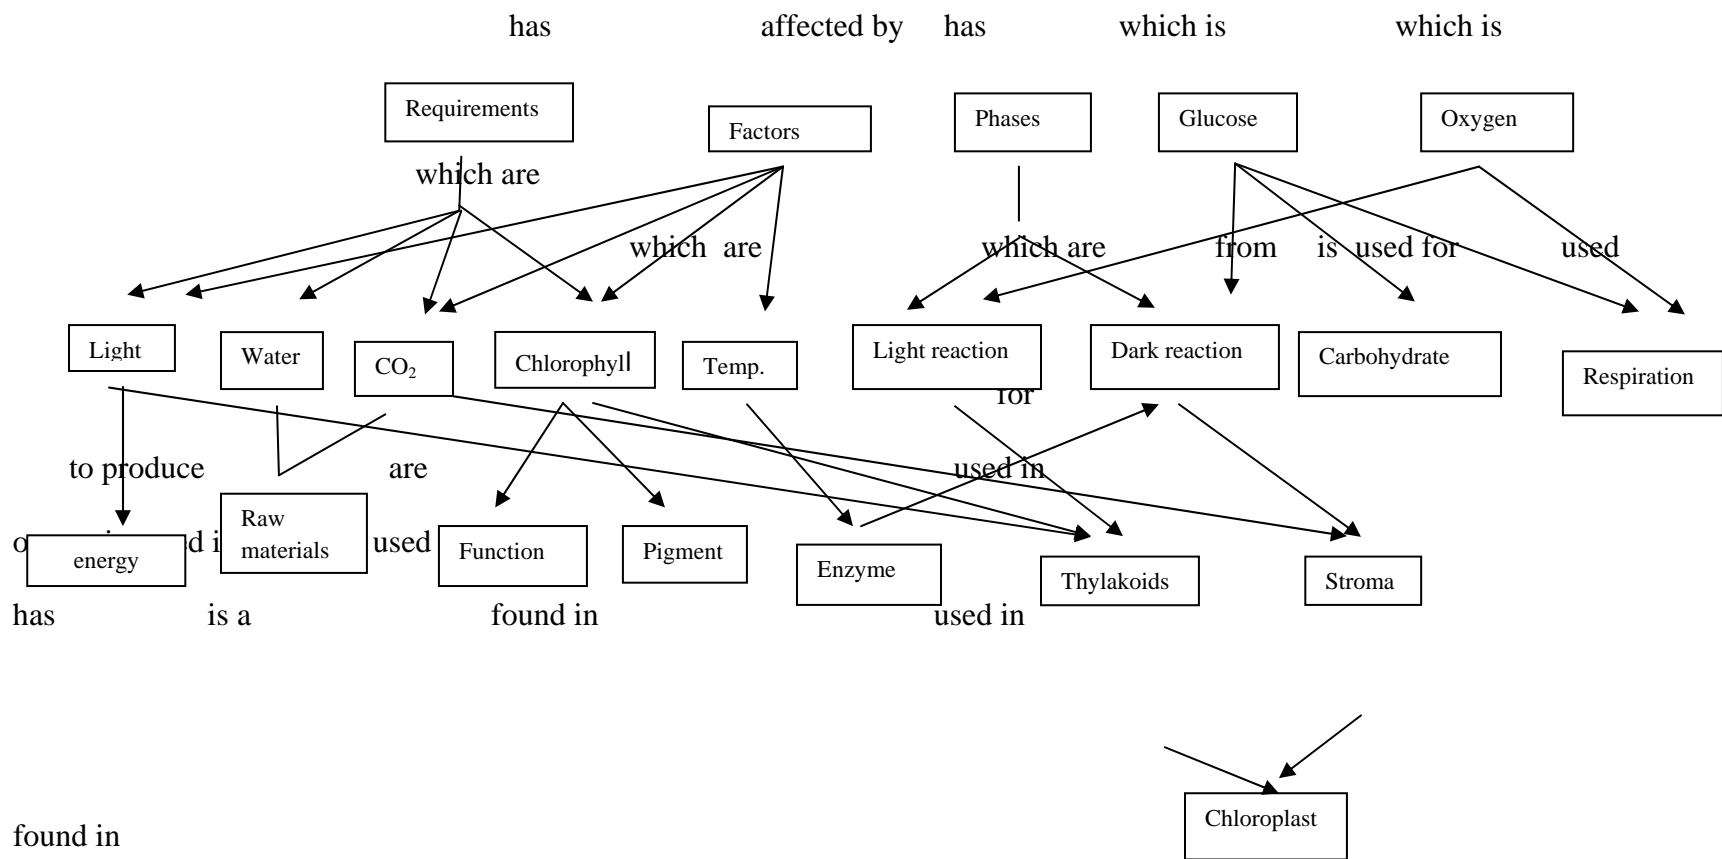 has affected by has which is which is
Requirements Factors Phases Glucose Oxygen
which are
which are which are from is used for used
Light Water CO₂ Chlorophyll Temp. Light reaction Dark reaction Carbohydrate Respiration
for
to produce are used in
Raw
materials
used
energy Function Pigment Enzyme Thylakoids Stroma
has is a found in used in
Chloroplast
found in